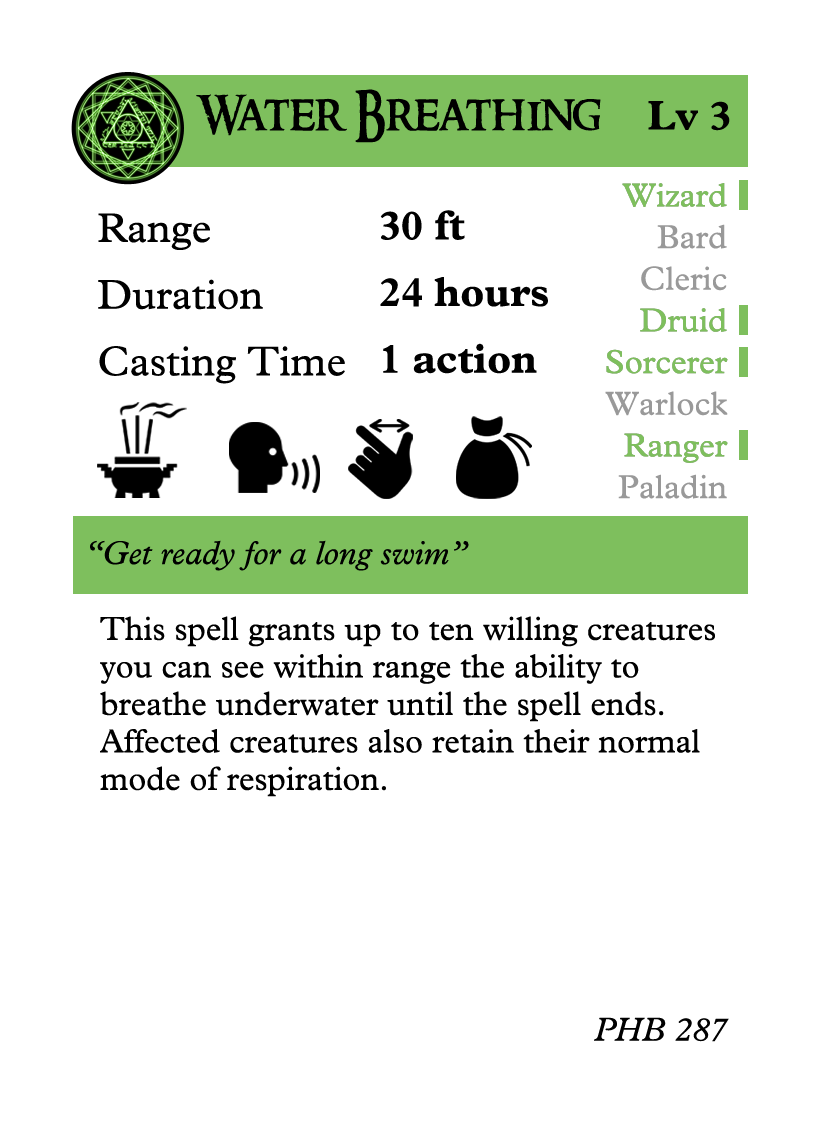 WATER BREATHING Lv 3
Wizard
Range 30 ft
Bard
Cleric
Duration 24 hours
Druid
Casting Time 1 action
Sorcerer
Warlock
Ranger
Paladin
“Get ready for a long swim”
This spell grants up to ten willing creatures
you can see within range the ability to
breathe underwater until the spell ends.
Affected creatures also retain their normal
mode of respiration.
PHB 287